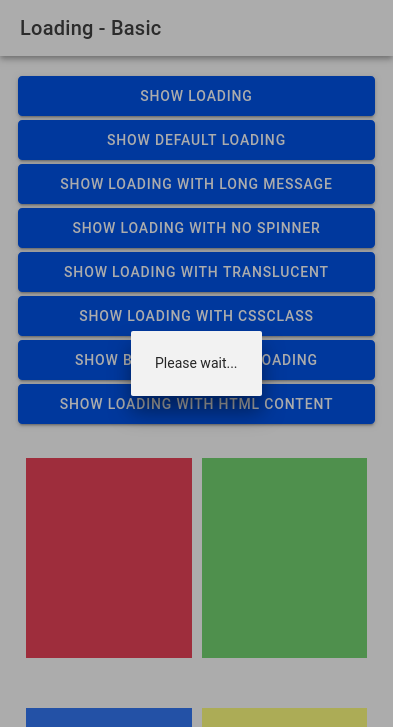 Loading - Basic
SHOW LOADING
SHOW DEFAULT LOADING
SHOW LOADING WITH LONG MESSAGE
SHOW LOADING WITH NO SPINNER
SHOW LOADING WITH TRANSLUCENT
SHOW LOADING WITH CSSCLASS
SHOW B OADING
Please wait...
SHOW LOADING WITH HTML CONTENT